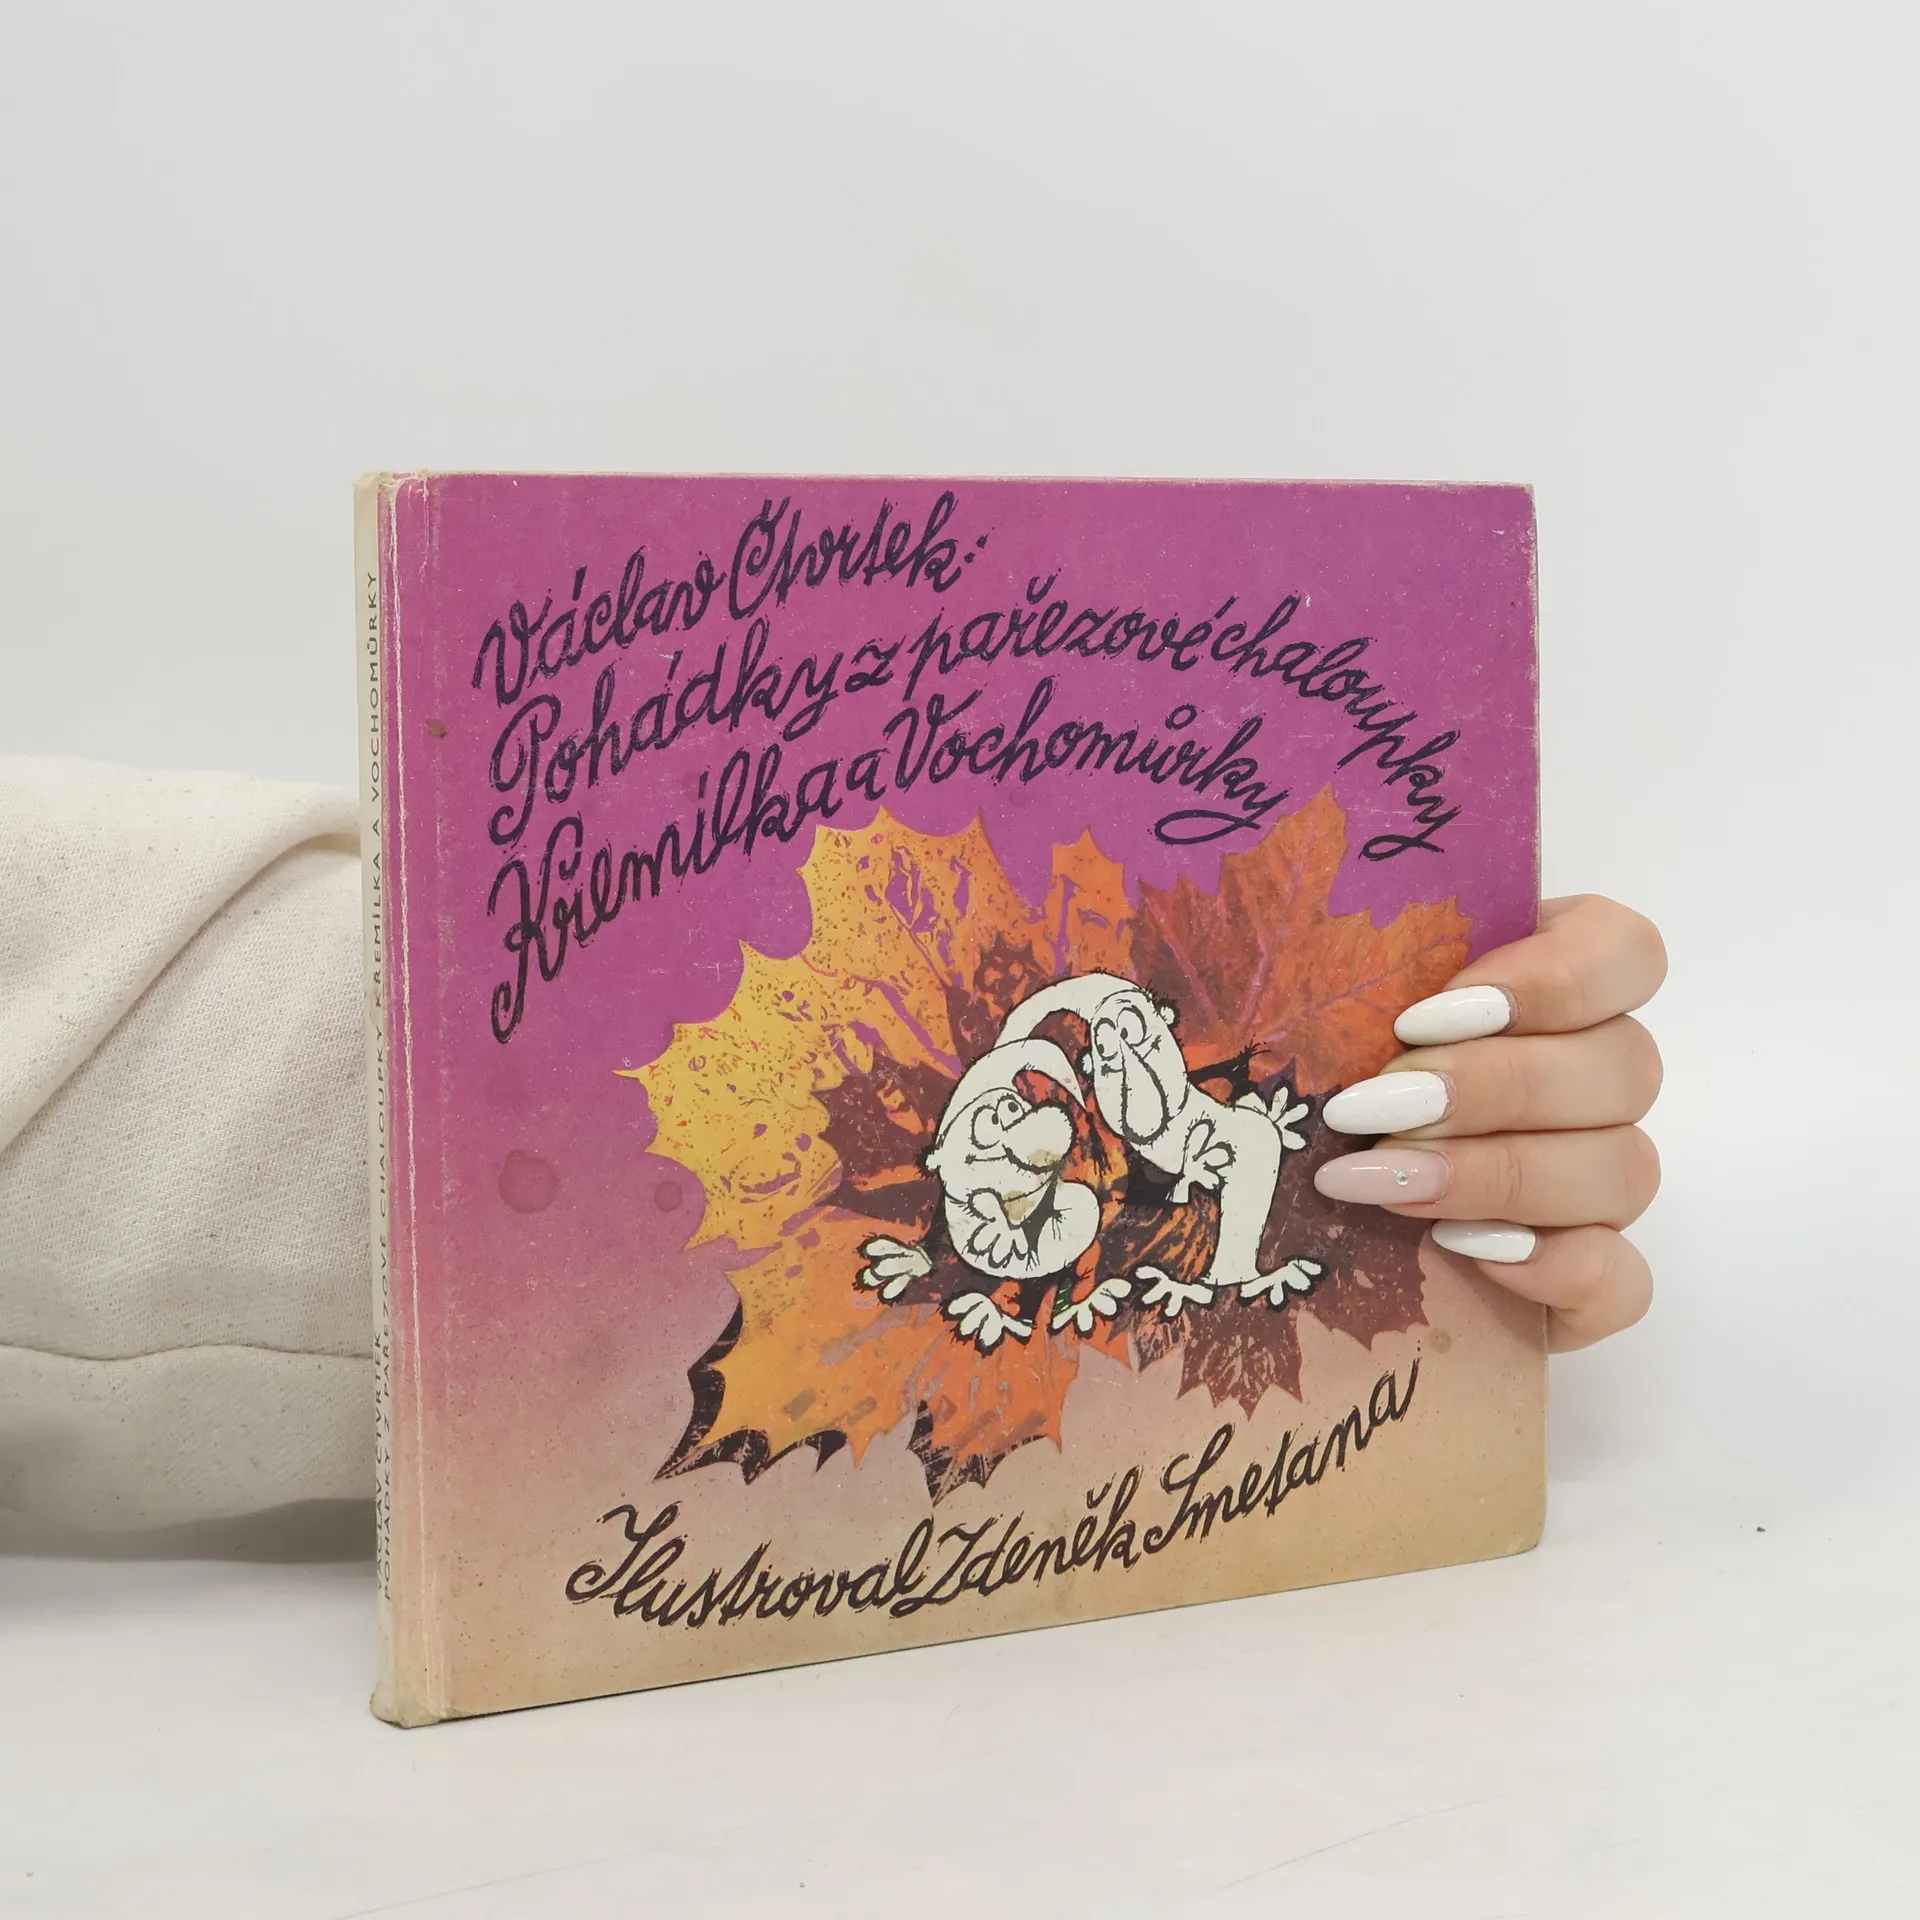 Václav Čtvrtek:
Pohádky z pařezové chaloupky
Křemílka a Vochomůrky
Ilustroval Zdeněk Smetana
VÁCLAV ČTVRTEK
POHÁDKY Z PAŘEZOVÉ CHALOUPKY KŘEMÍLKA A VOCHOMŮRKY